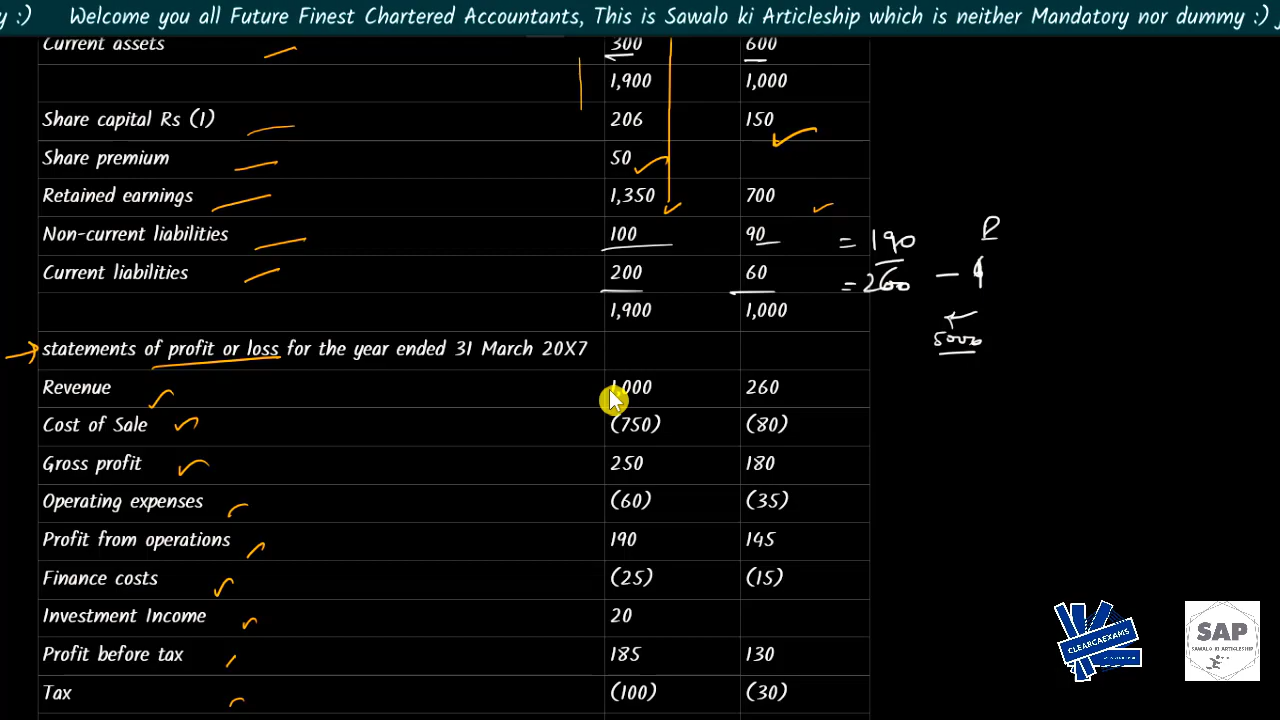 y :) Welcome you all Future Finest Chartered Accountants, This is Sawalo ki Articleship which is neither Mandatory nor dummy :)
Current assets 300 600
1,900 1,000
Share capital Rs (1) 206 150
Share premium 50
Retained earnings 1,350 700
Non-current liabilities 100 90 = 190
Current liabilities 200 60 = 260 -
1,900 1,000
5000
statements of profit or loss for the year ended 31 March 20X7
Revenue 1,000 260
Cost of Sale (750) (80)
Gross profit 250 180
Operating expenses (60) (35)
Profit from operations 190 145
Finance costs (25) (15)
Investment Income 20
Profit before tax 185 130
Tax (100) (30)
CLEARCAEXAMS
SAP
SAWALO KI ARTICLESHIP